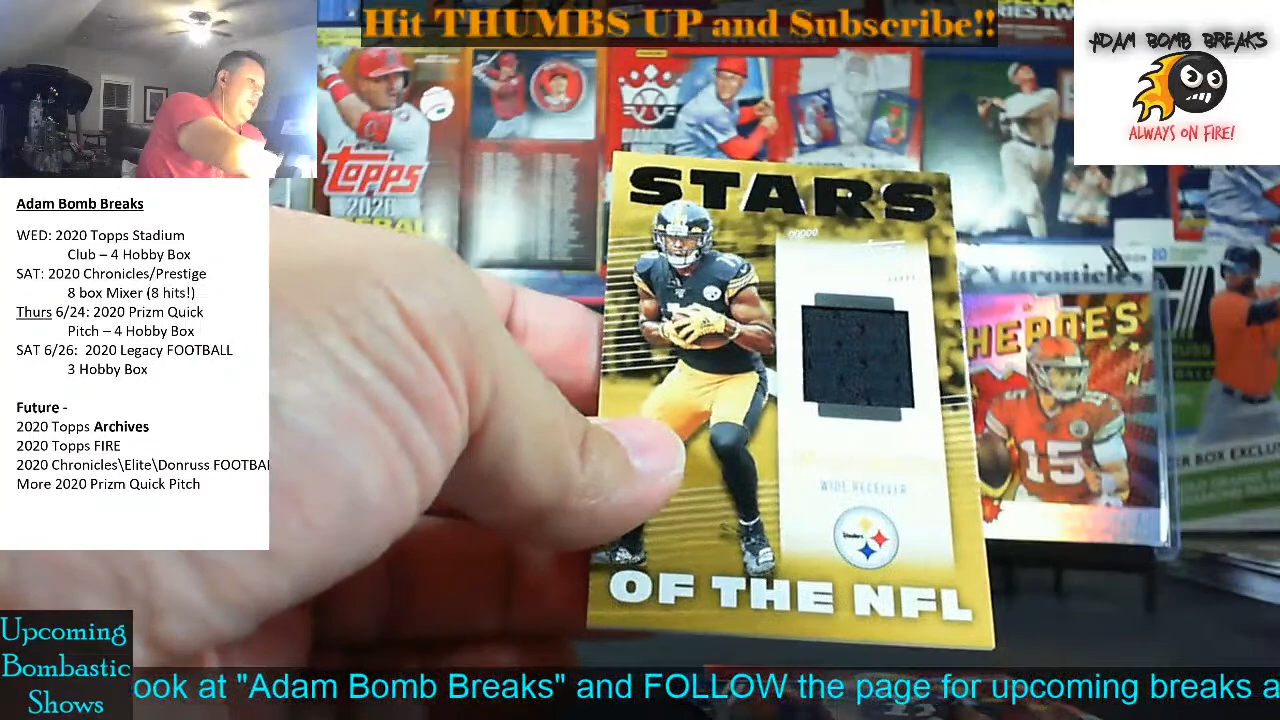 Hit THUMBS UP and Subscribe!!
ADAM BOMB BREAKS
ALWAYS ON FIRE!
Adam Bomb Breaks
WED: 2020 Topps Stadium
Club – 4 Hobby Box
SAT: 2020 Chronicles/Prestige
8 box Mixer (8 hits!)
Thurs 6/24: 2020 Prizm Quick
Pitch – 4 Hobby Box
SAT 6/26: 2020 Legacy FOOTBALL
3 Hobby Box
Future -
2020 Topps Archives
2020 Topps FIRE
2020 Chronicles\Elite\Donruss FOOTBA
More 2020 Prizm Quick Pitch
topps
2020
STARS
WIDE RECEIVER
Steelers
OF THE NFL
Chronicles
HEROES
15
Upcoming
Bombastic
Shows
ook at "Adam Bomb Breaks" and FOLLOW the page for upcoming breaks a